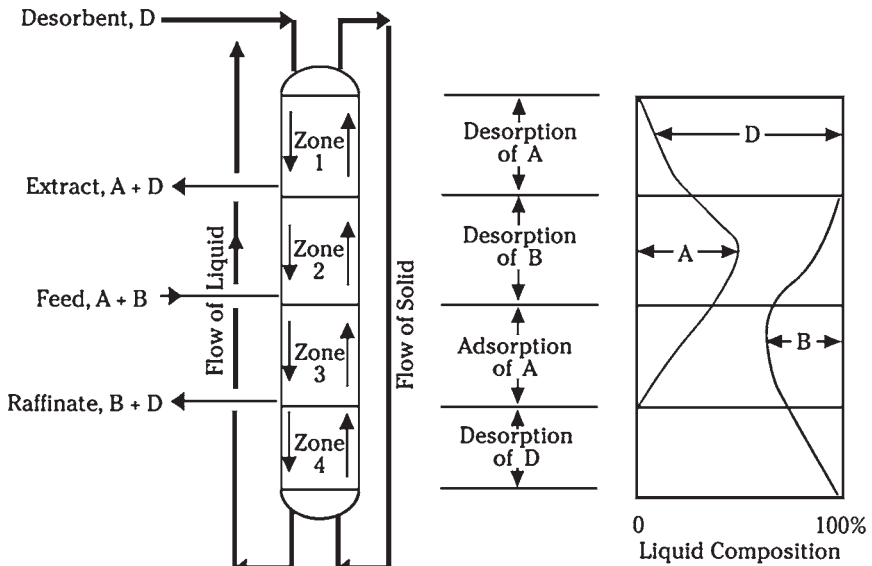 Desorbent, D
Extract, A + D
Feed, A + B
Raffinate, B + D
Flow of Liquid
Zone
1
Zone
2
Zone
3
Zone
4
Flow of Solid
Desorption
of A
Desorption
of B
Adsorption
of A
Desorption
of D
D
A
B
0
100%
Liquid Composition